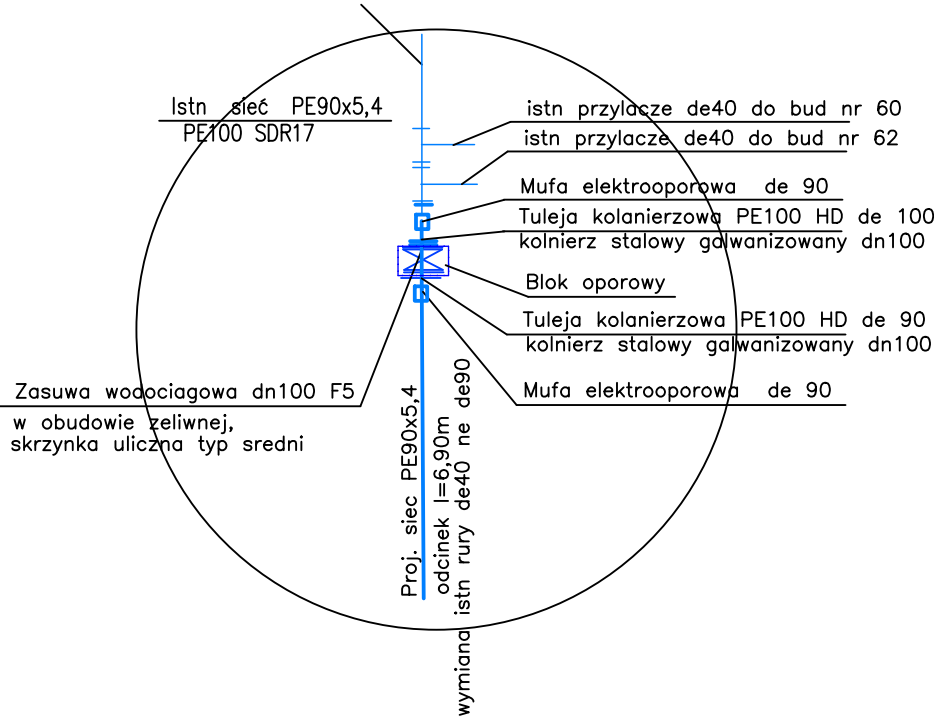 Istn sieć PE90x5,4
PE100 SDR17
istn przylacze de40 do bud nr 60
istn przylacze de40 do bud nr 62
Mufa elektrooporowa de 90
Tuleja kolanierzowa PE100 HD de 100
kolnierz stalowy galwanizowany dn100
Blok oporowy
Tuleja kolanierzowa PE100 HD de 90
kolnierz stalowy galwanizowany dn100
Mufa elektrooporowa de 90
Zasuwa wodociagowa dn100 F5
w obudowie zeliwnej,
skrzynka uliczna typ sredni
Proj. siec PE90x5,4
odcinek l=6,90m
wymiana istn rury de40 ne de90